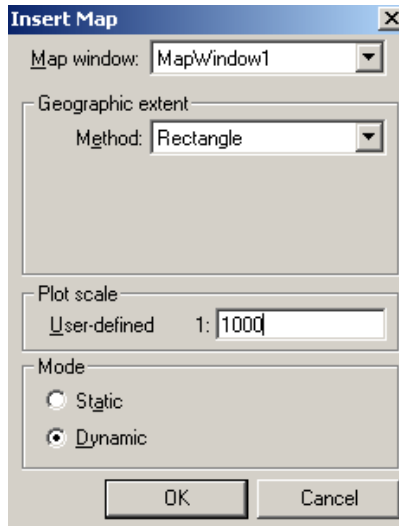 Insert Map
Map window: MapWindow1
Geographic extent
Method: Rectangle
Plot scale
User-defined 1: 1000
Mode
Static
Dynamic
OK Cancel